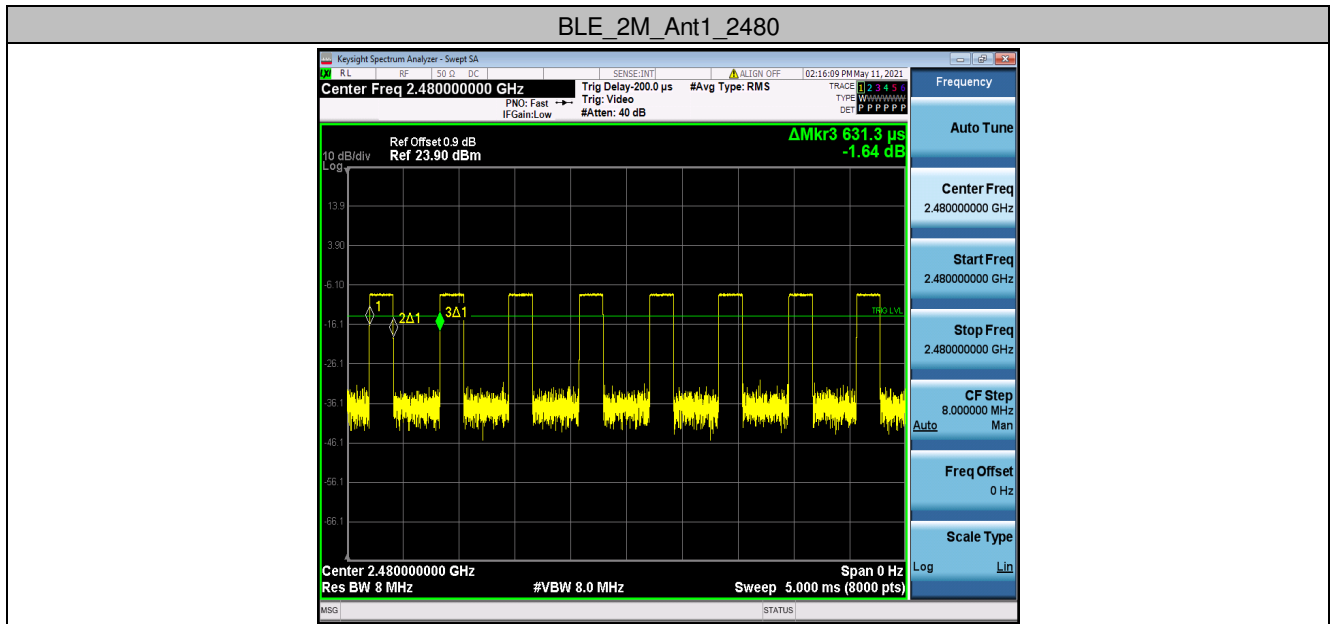 BLE_2M_Ant1_2480
Keysight Spectrum Analyzer - Swept SA
RL RF 50 Ω DC SENSE:INT ALIGN OFF 02:16:09 PM May 11, 2021
Center Freq 2.480000000 GHz
PNO: Fast
IFGain:Low
Trig Delay-200.0 µs
Trig: Video
#Atten: 40 dB
#Avg Type: RMS
TRACE 1 2 3 4 5 6
TYPE WWWWWW
DET P P P P P P
ΔMkr3 631.3 µs
-1.64 dB
Ref Offset 0.9 dB
10 dB/div Ref 23.90 dBm
Log
13.9
3.90
-6.10
-16.1
-26.1
-36.1
-46.1
-56.1
-66.1
1
2Δ1
3Δ1
TRIG LVL
Center 2.480000000 GHz Span 0 Hz
Res BW 8 MHz #VBW 8.0 MHz Sweep 5.000 ms (8000 pts)
MSG STATUS
Frequency
Auto Tune
Center Freq
2.480000000 GHz
Start Freq
2.480000000 GHz
Stop Freq
2.480000000 GHz
CF Step
8.000000 MHz
Auto Man
Freq Offset
0 Hz
Scale Type
Log Lin